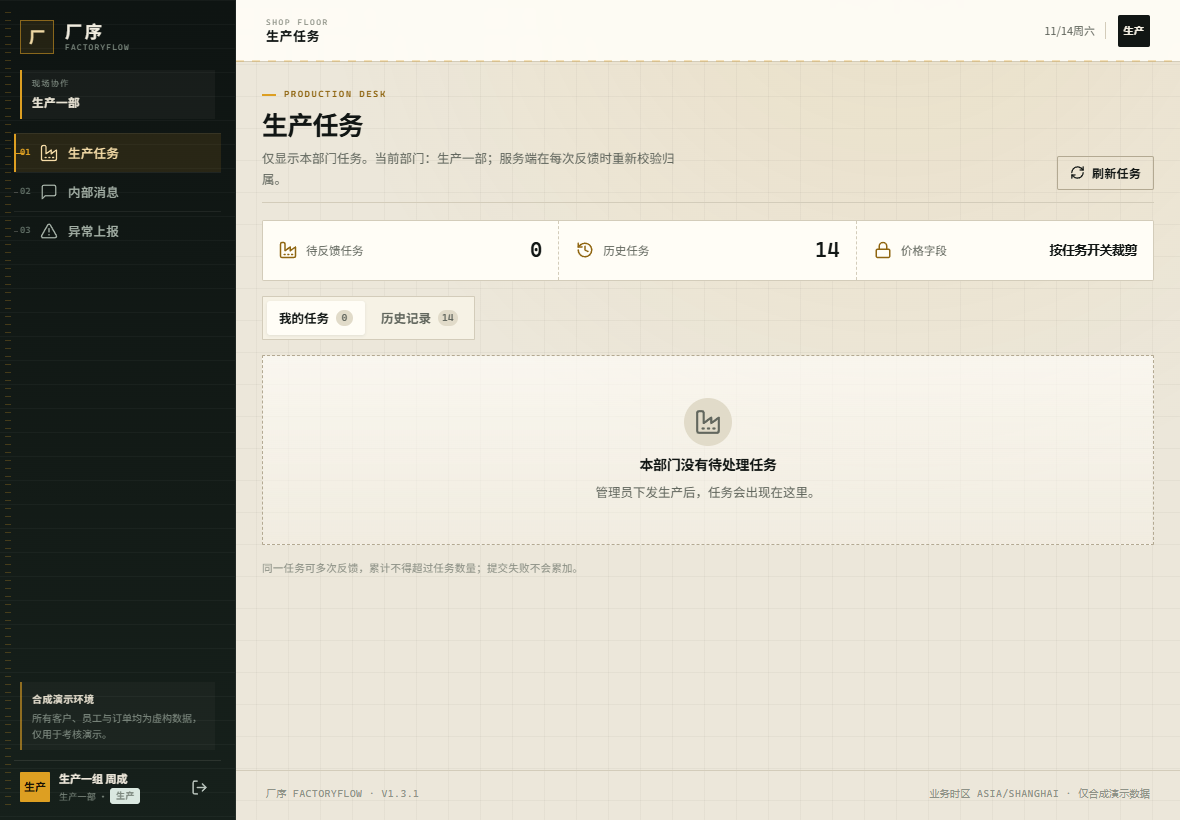 厂
厂序
FACTORYFLOW
现场协作
生产一部
01 生产任务
02 内部消息
03 异常上报
合成演示环境
所有客户、员工与订单均为虚构数据，
仅用于考核演示。
生产
生产一组 周成
生产一部 · 生产
SHOP FLOOR
生产任务
11/14周六
生产
PRODUCTION DESK
生产任务
仅显示本部门任务。当前部门：生产一部；服务端在每次反馈时重新校验归
属。
刷新任务
待反馈任务 0
历史任务 14
价格字段 按任务开关裁剪
我的任务 0
历史记录 14
本部门没有待处理任务
管理员下发生产后，任务会出现在这里。
同一任务可多次反馈，累计不得超过任务数量；提交失败不会累加。
厂序 FACTORYFLOW · V1.3.1
业务时区 ASIA/SHANGHAI · 仅合成演示数据